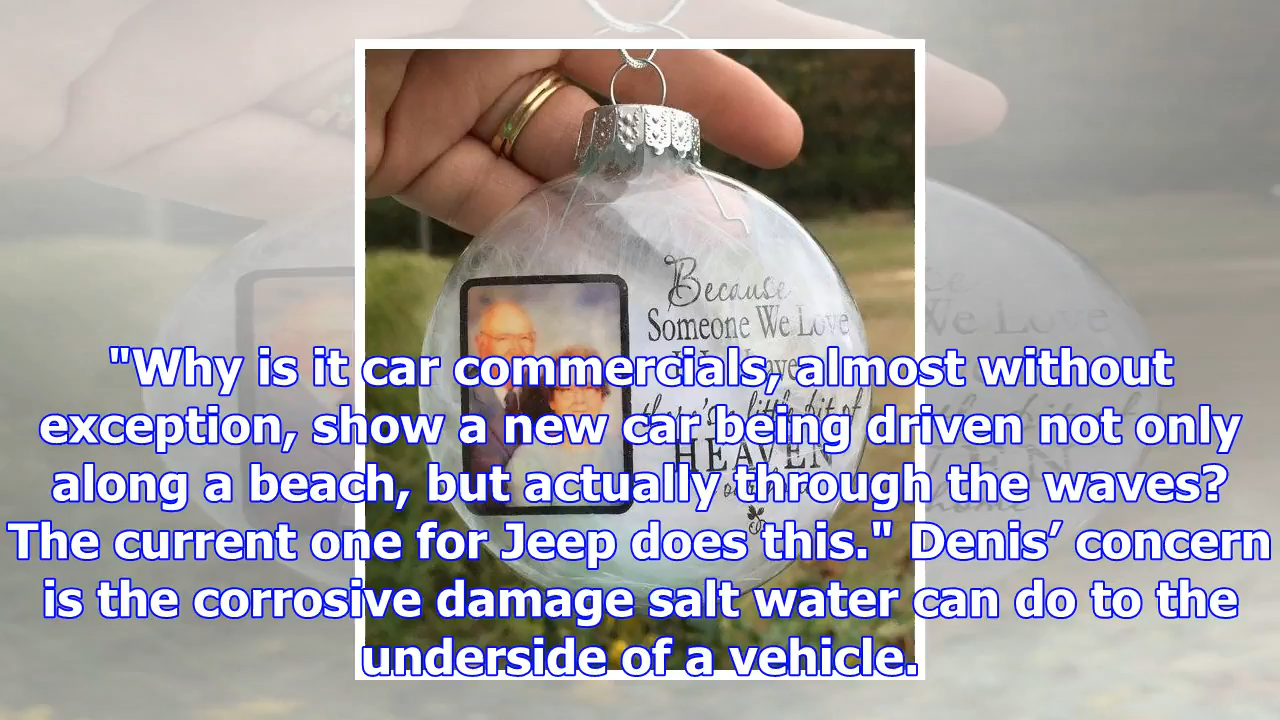 Because
Someone We Love
"Why is it car commercials, almost without
exception, show a new car being driven not only
HEAVEN
along a beach, but actually through the waves?
The current one for Jeep does this." Denis’ concern
is the corrosive damage salt water can do to the
underside of a vehicle.